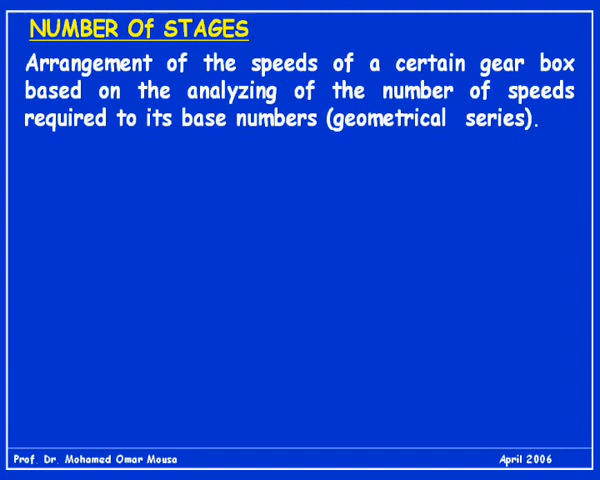 NUMBER Of STAGES
Arrangement of the speeds of a certain gear box
based on the analyzing of the number of speeds
required to its base numbers (geometrical series).
Prof. Dr. Mohamed Omar Mousa
April 2006